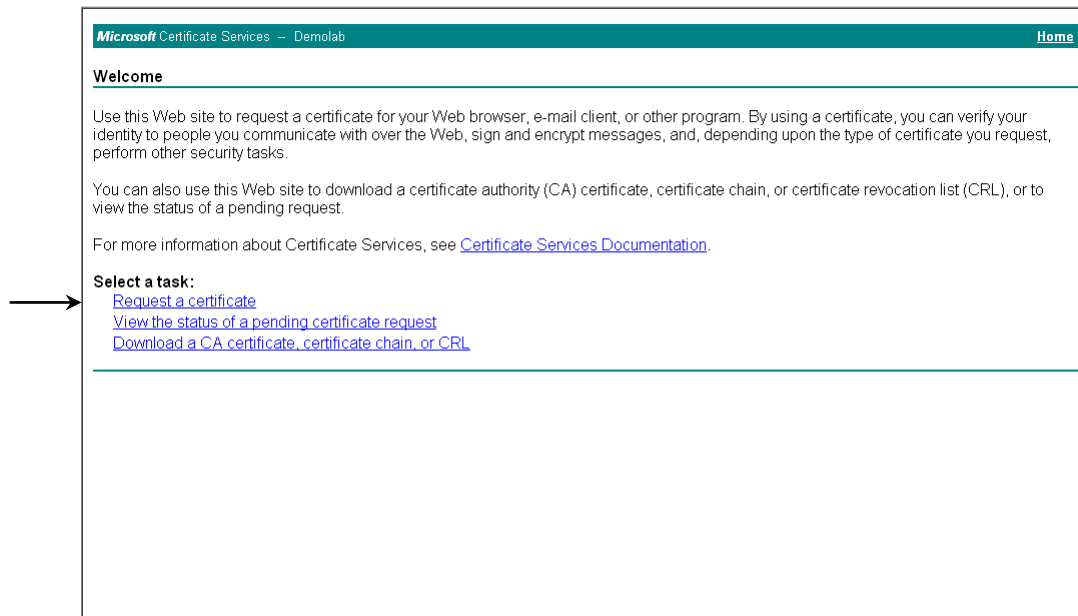 Microsoft Certificate Services -- Demolab Home
Welcome
Use this Web site to request a certificate for your Web browser, e-mail client, or other program. By using a certificate, you can verify your
identity to people you communicate with over the Web, sign and encrypt messages, and, depending upon the type of certificate you request,
perform other security tasks.
You can also use this Web site to download a certificate authority (CA) certificate, certificate chain, or certificate revocation list (CRL), or to
view the status of a pending request.
For more information about Certificate Services, see Certificate Services Documentation.
Select a task:
Request a certificate
View the status of a pending certificate request
Download a CA certificate, certificate chain, or CRL